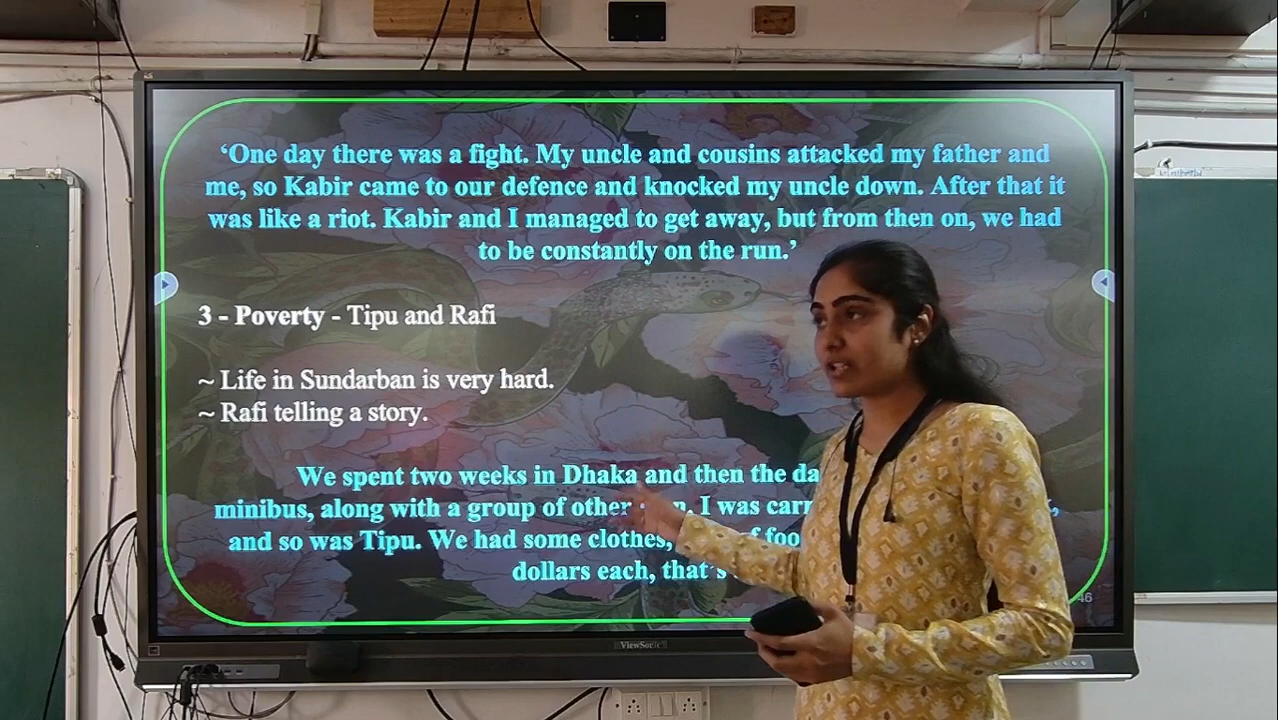 ‘One day there was a fight. My uncle and cousins attacked my father and
me, so Kabir came to our defence and knocked my uncle down. After that it
was like a riot. Kabir and I managed to get away, but from then on, we had
to be constantly on the run.’
3 - Poverty - Tipu and Rafi
~ Life in Sundarban is very hard.
~ Rafi telling a story.
We spent two weeks in Dhaka and then the
minibus, along with a group of other I was
and so was Tipu. We had some clothes,
dollars each, that's
46
ViewSonic